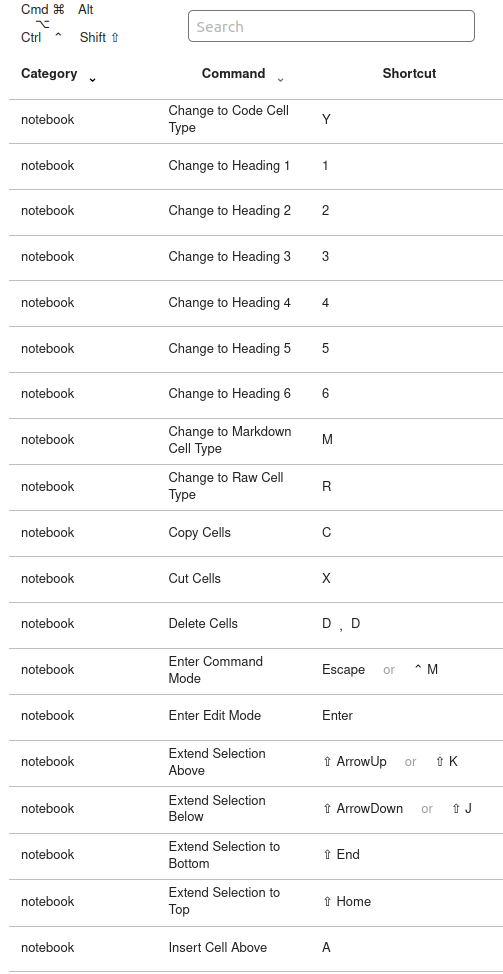 Cmd ⌘ Alt
⌥
Ctrl ⌃ Shift ⇧
Search
Category Command Shortcut
notebook Change to Code Cell Type Y
notebook Change to Heading 1 1
notebook Change to Heading 2 2
notebook Change to Heading 3 3
notebook Change to Heading 4 4
notebook Change to Heading 5 5
notebook Change to Heading 6 6
notebook Change to Markdown Cell Type M
notebook Change to Raw Cell Type R
notebook Copy Cells C
notebook Cut Cells X
notebook Delete Cells D , D
notebook Enter Command Mode Escape or ⌃ M
notebook Enter Edit Mode Enter
notebook Extend Selection Above ⇧ ArrowUp or ⇧ K
notebook Extend Selection Below ⇧ ArrowDown or ⇧ J
notebook Extend Selection to Bottom ⇧ End
notebook Extend Selection to Top ⇧ Home
notebook Insert Cell Above A